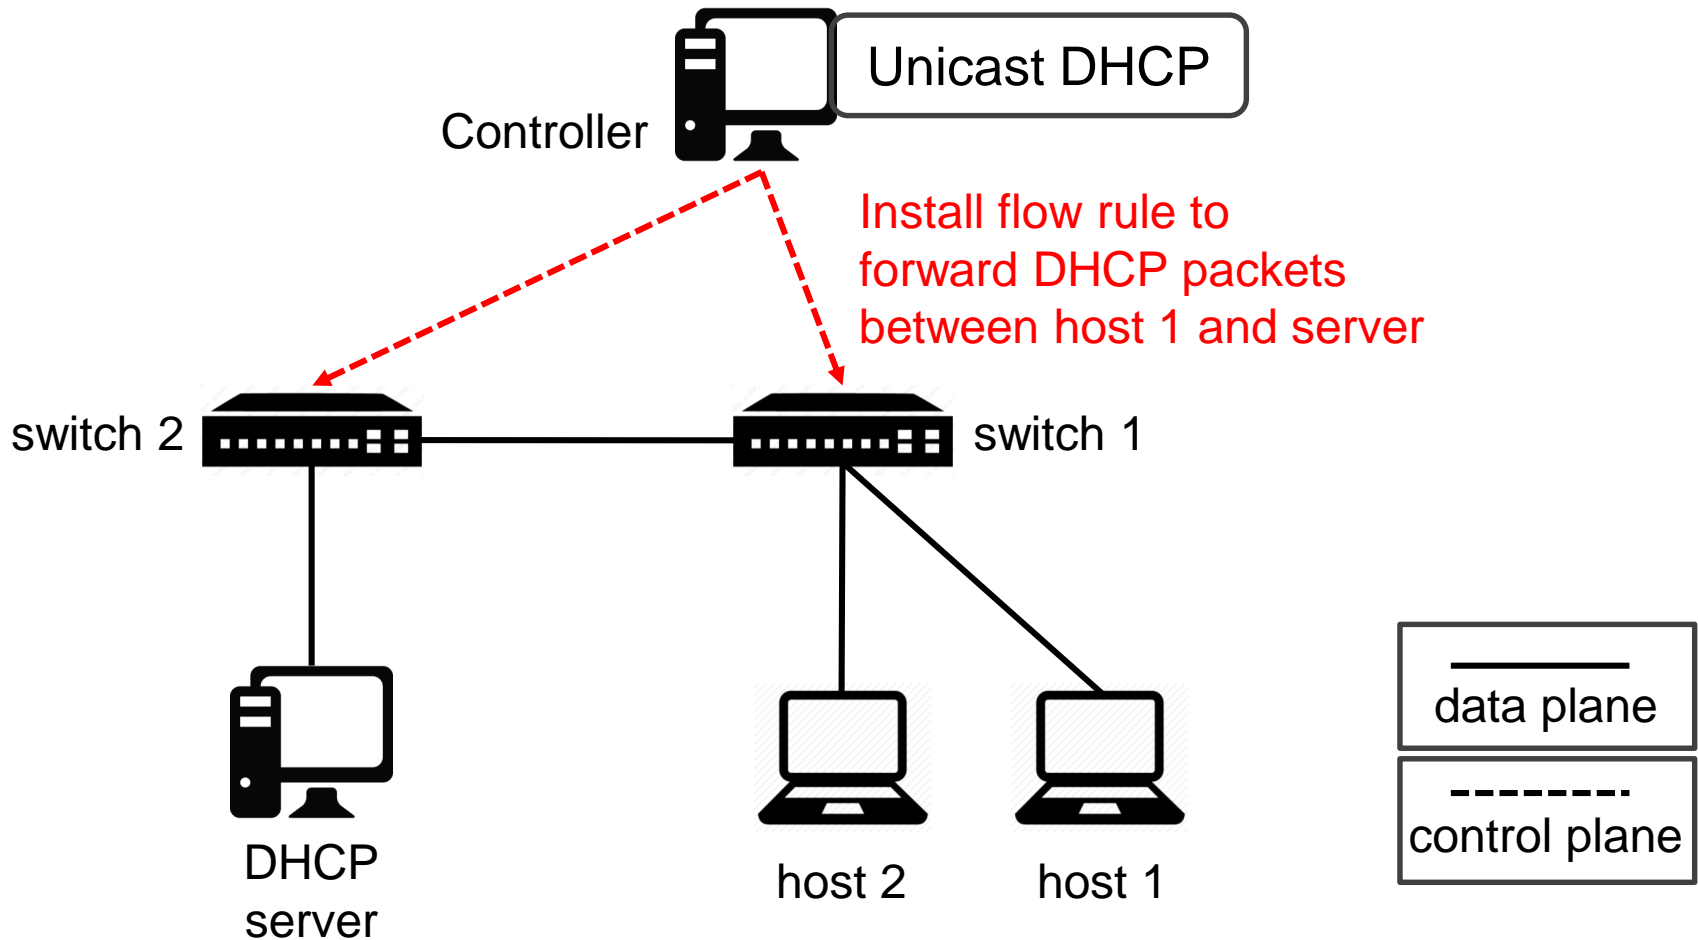 Unicast DHCP
Controller
Install flow rule to
forward DHCP packets
between host 1 and server
switch 2
switch 1
data plane
control plane
DHCP
server
host 2
host 1